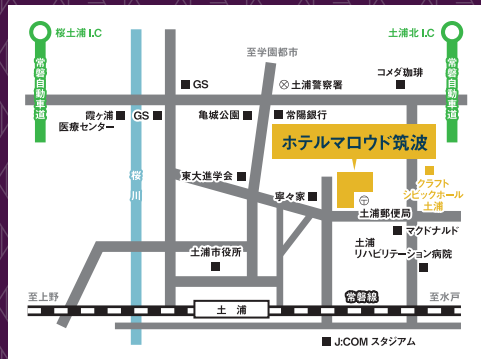 桜土浦 I.C
土浦北 I.C
至学園都市
常磐自動車道
常磐自動車道
GS
土浦警察署
コメダ珈琲
霞ヶ浦
医療センター
GS
亀城公園
常陽銀行
ホテルマロウド筑波
桜川
東大進学会
寧々家
クラフト
シビックホール
土浦
土浦郵便局
マクドナルド
土浦市役所
土浦
リハビリテーション病院
至上野
常磐線
至水戸
土浦
J:COM スタジアム